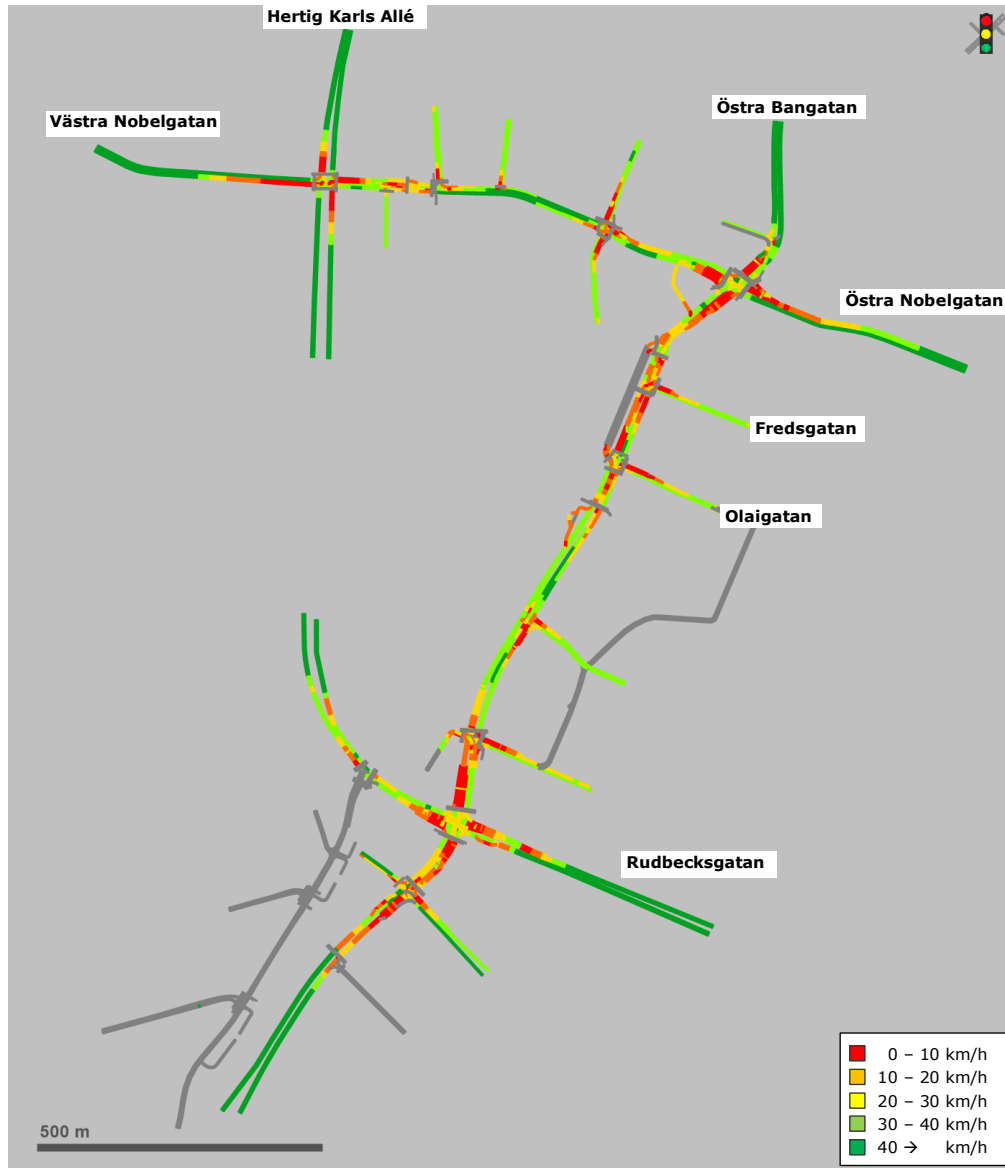 Hertig Karls Allé
Västra Nobelgatan
Östra Bangatan
Östra Nobelgatan
Fredsgatan
Olaigatan
Rudbecksgatan
500 m
0 – 10 km/h
10 – 20 km/h
20 – 30 km/h
30 – 40 km/h
40 → km/h